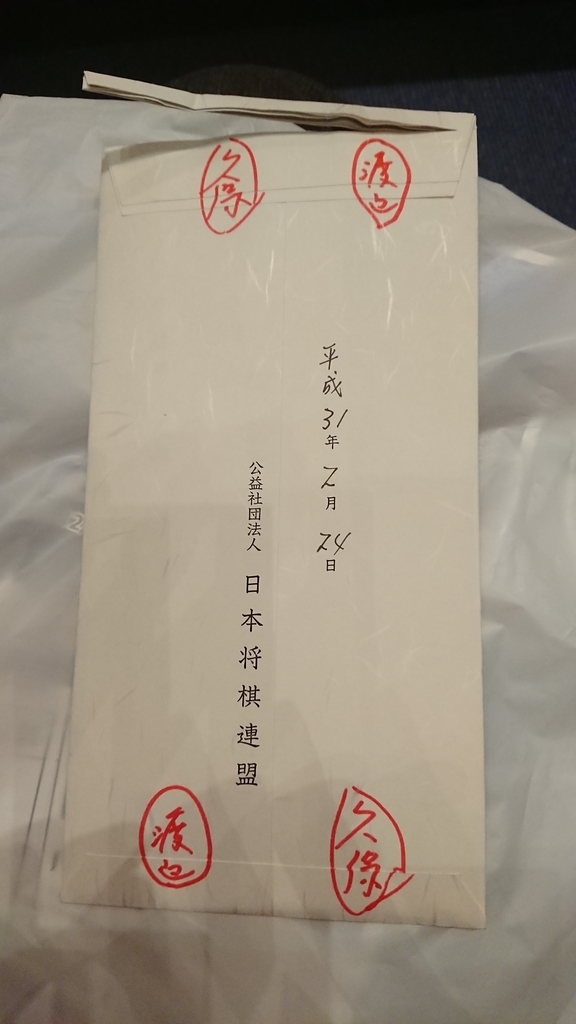 久保
渡辺
平成31年2月24日
公益社団法人 日本将棋連盟
渡辺
久保